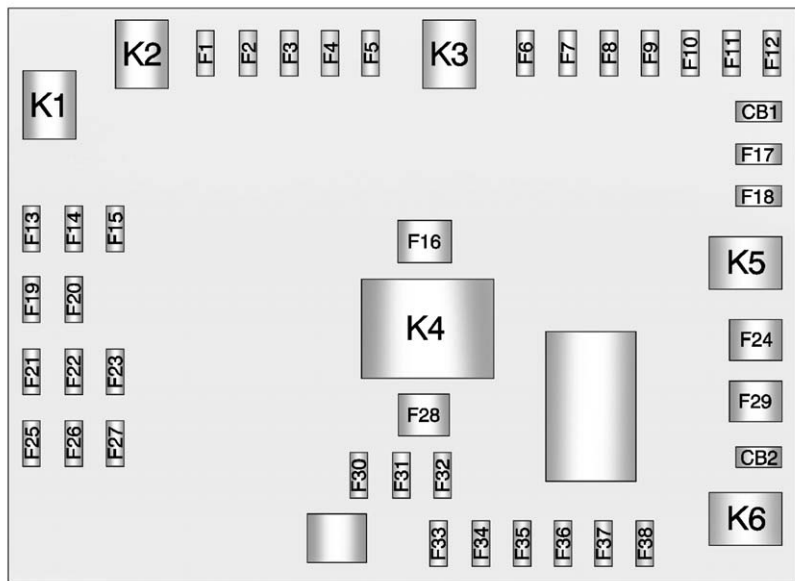 K2 F1 F2 F3 F4 F5 K3 F6 F7 F8 F9 F10 F11 F12
K1
CB1
F17
F18
F13 F14 F15
F16
K5
F19 F20
K4
F24
F21 F22 F23
F29
F28
F25 F26 F27
CB2
F30 F31 F32
K6
F33 F34 F35 F36 F37 F38